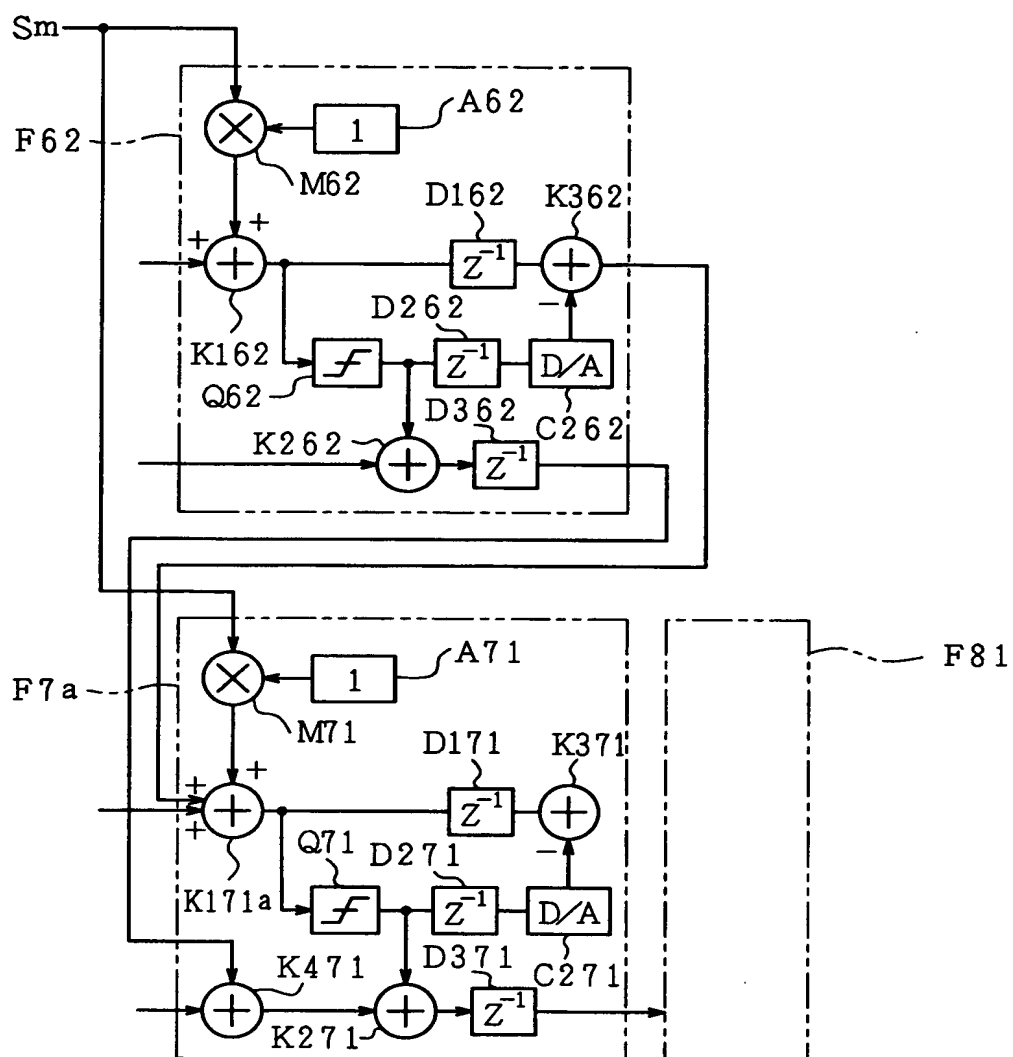 Sm
A62
F62
1
M62
D162
K362
+
+
+
Z⁻¹
+
D262
−
K162
Z⁻¹
D/A
Q62
D362
C262
K262
+
Z⁻¹
A71
F81
F7a
1
M71
D171
K371
+
+
+
+
Z⁻¹
+
Q71
D271
−
K171a
Z⁻¹
D/A
K471
D371
C271
+
+
Z⁻¹
K271